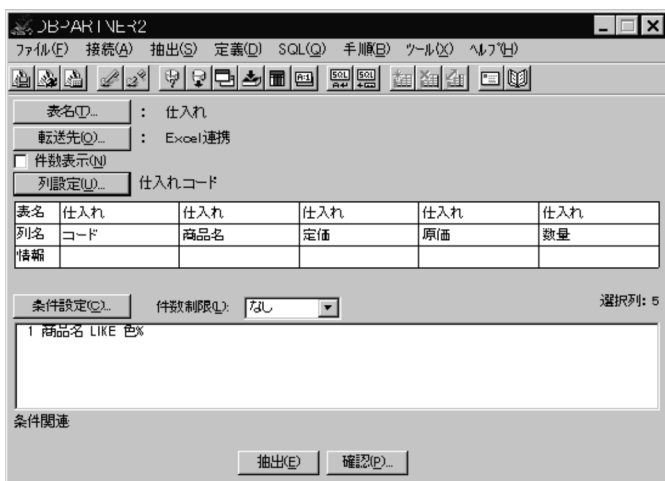 DBPARTNER2
ファイル(F) 接続(A) 抽出(S) 定義(D) SQL(Q) 手順(B) ツール(X) ヘルプ(H)
表名(T)... : 仕入れ
転送先(O)... : Excel連携
件数表示(N)
列設定(U)... 仕入れコード
表名 仕入れ 仕入れ 仕入れ 仕入れ 仕入れ
列名 コード 商品名 定価 原価 数量
情報
条件設定(C)... 件数制限(L): なし 選択列: 5
1 商品名 LIKE 色%
条件関連
抽出(E) 確認(P)...